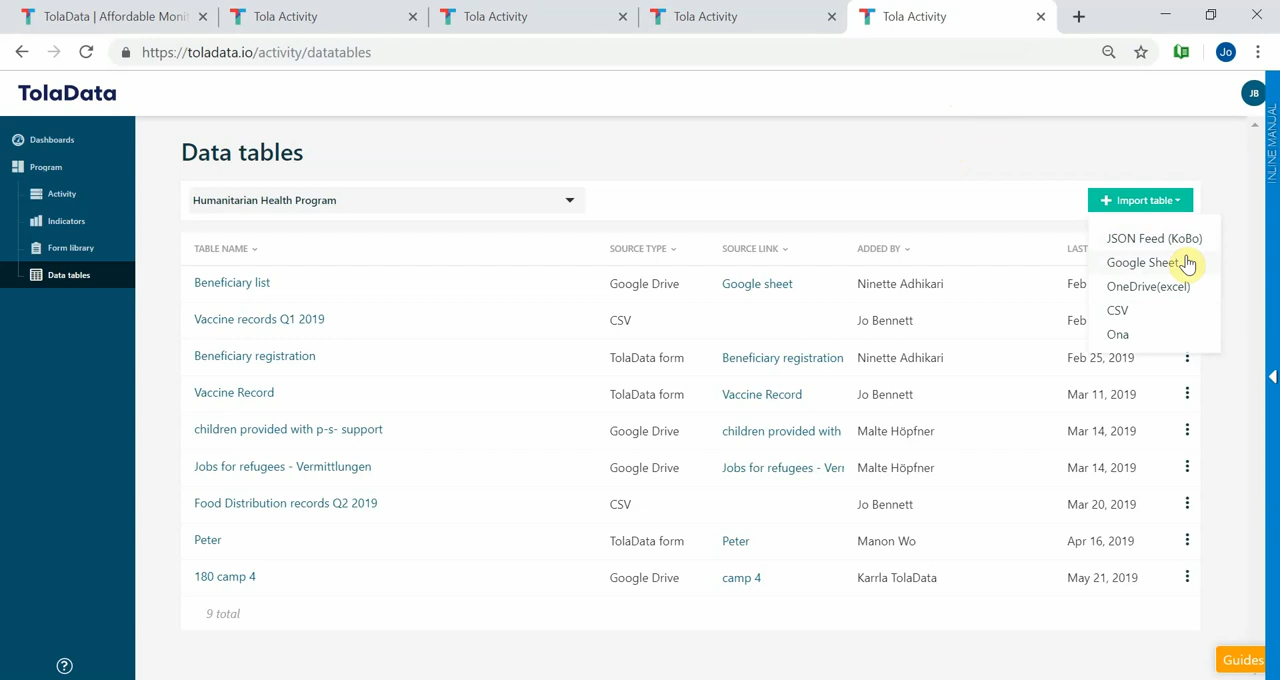 TolaData | Affordable Monit
Tola Activity
Tola Activity
Tola Activity
Tola Activity
https://toladata.io/activity/datatables
Jo
TolaData
JB
INLINE MANUAL
Dashboards
Program
Activity
Indicators
Form library
Data tables
Data tables
Humanitarian Health Program
+ Import table
JSON Feed (KoBo)
Google Sheet
OneDrive(excel)
CSV
Ona
TABLE NAME SOURCE TYPE SOURCE LINK ADDED BY LAST
Beneficiary list Google Drive Google sheet Ninette Adhikari Feb
Vaccine records Q1 2019 CSV Jo Bennett Feb
Beneficiary registration TolaData form Beneficiary registration Ninette Adhikari Feb 25, 2019
Vaccine Record TolaData form Vaccine Record Jo Bennett Mar 11, 2019
children provided with p-s- support Google Drive children provided with Malte Höpfner Mar 14, 2019
Jobs for refugees - Vermittlungen Google Drive Jobs for refugees - Verr Malte Höpfner Mar 14, 2019
Food Distribution records Q2 2019 CSV Jo Bennett Mar 20, 2019
Peter TolaData form Peter Manon Wo Apr 16, 2019
180 camp 4 Google Drive camp 4 Karrla TolaData May 21, 2019
9 total
?
Guides